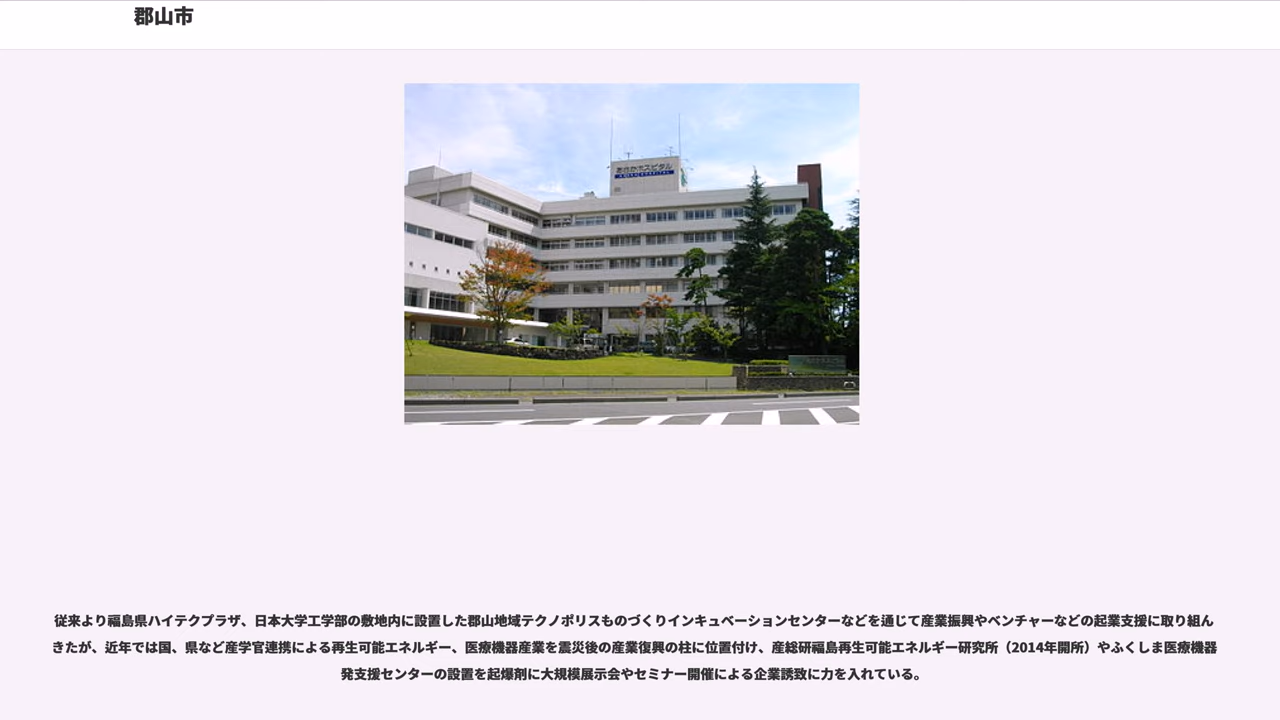 郡山市
あさかホスピタル
ASAKA HOSPITAL
従来より福島県ハイテクプラザ、日本大学工学部の敷地内に設置した郡山地域テクノポリスものづくりインキュベーションセンターなどを通じて産業振興やベンチャーなどの起業支援に取り組ん
きたが、近年では国、県など産学官連携による再生可能エネルギー、医療機器産業を震災後の産業復興の柱に位置付け、産総研福島再生可能エネルギー研究所（2014年開所）やふくしま医療機器
発支援センターの設置を起爆剤に大規模展示会やセミナー開催による企業誘致に力を入れている。